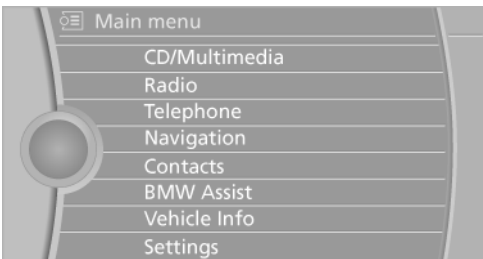 Main menu
CD/Multimedia
Radio
Telephone
Navigation
Contacts
BMW Assist
Vehicle Info
Settings